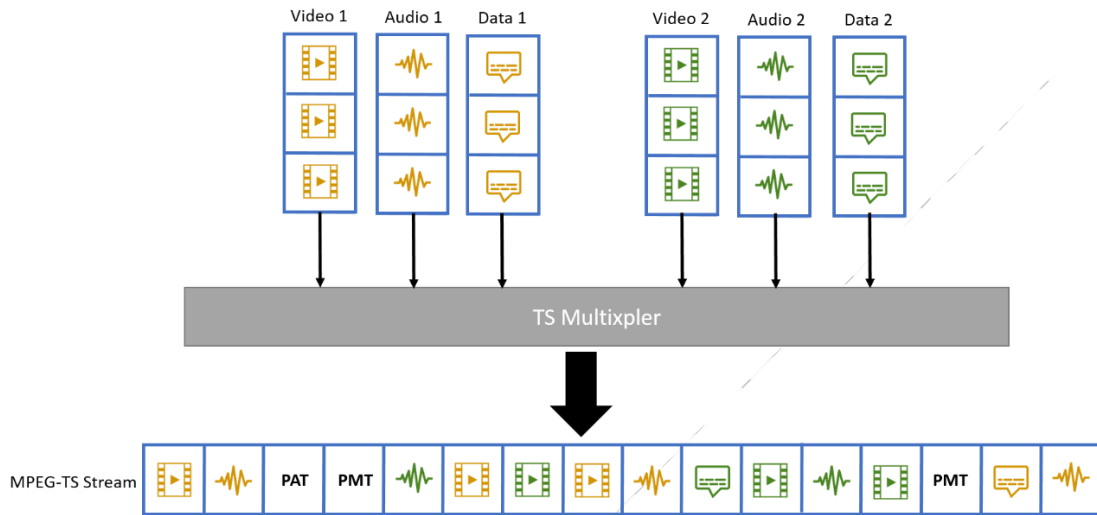 Video 1 Audio 1 Data 1 Video 2 Audio 2 Data 2
TS Multixpler
MPEG-TS Stream PAT PMT PMT